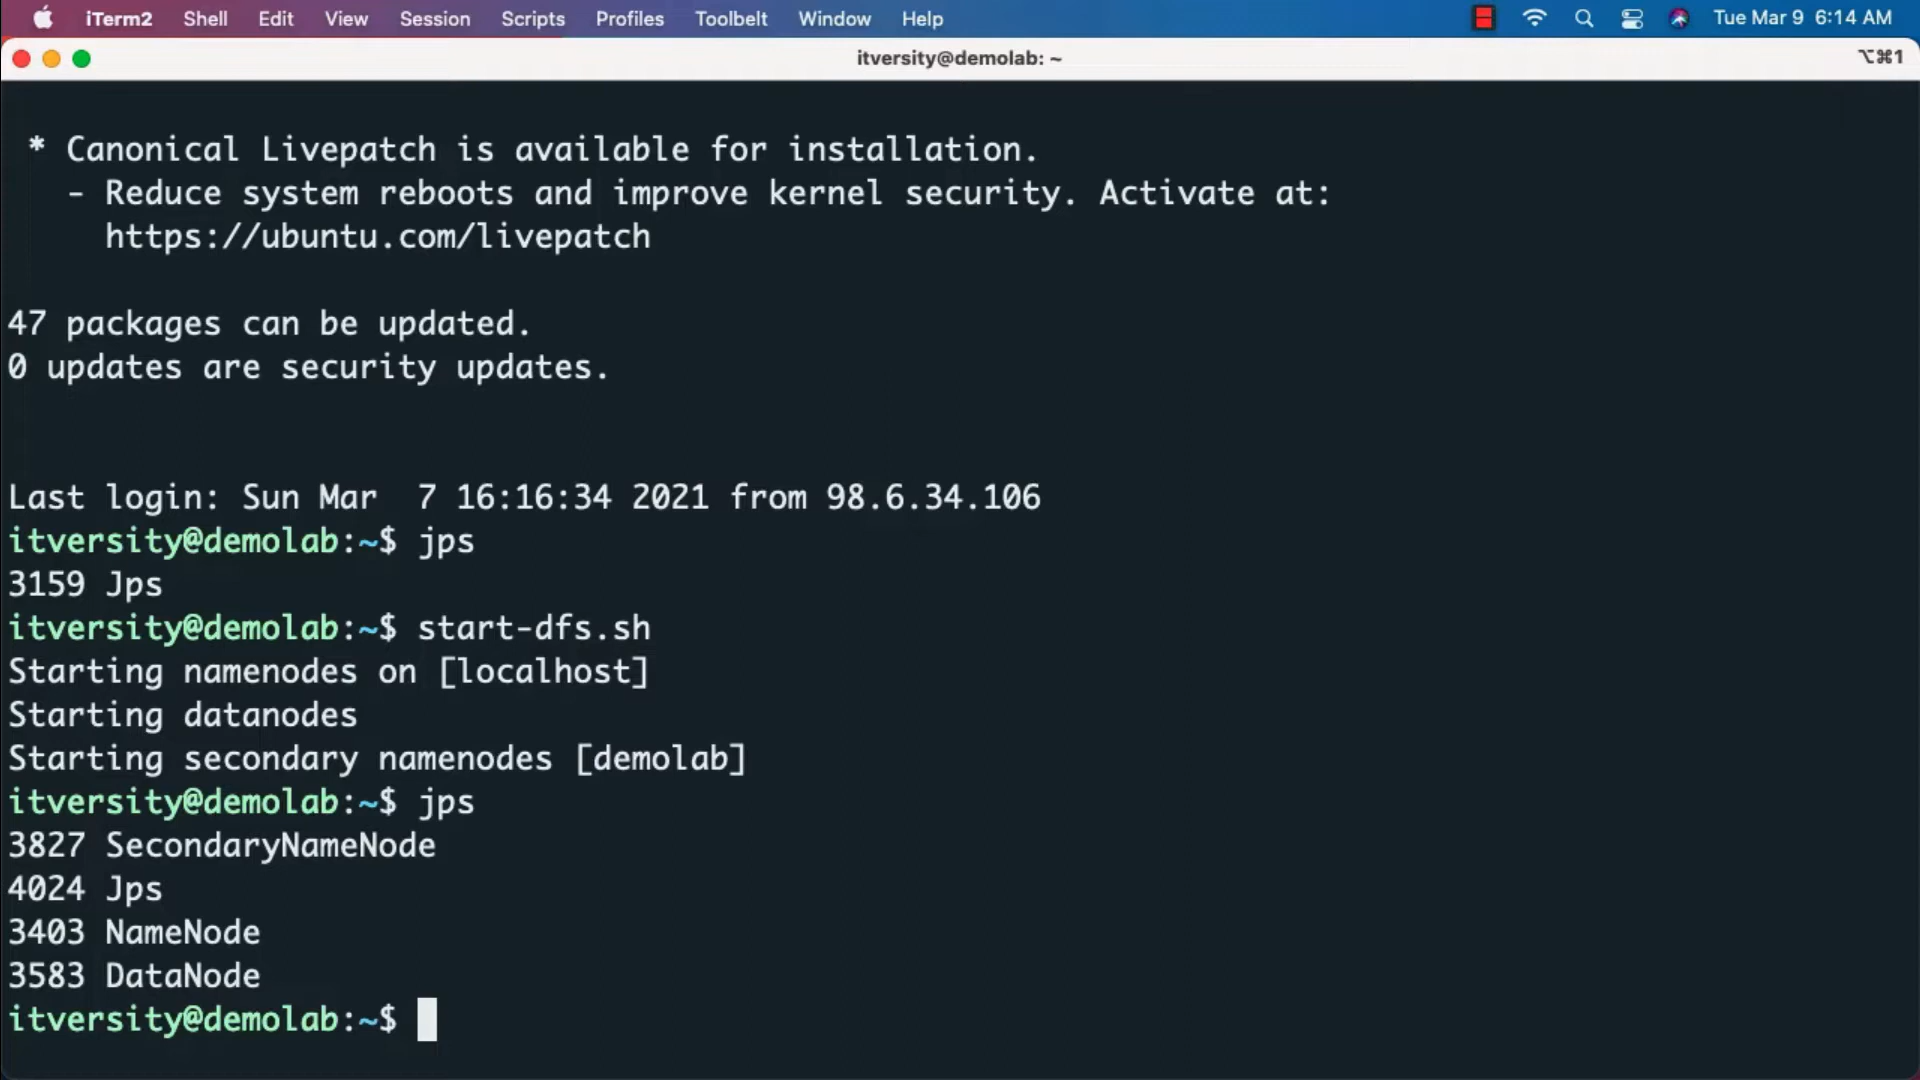 iTerm2 Shell Edit View Session Scripts Profiles Toolbelt Window Help Tue Mar 9 6:14 AM
itversity@demolab: ~ ⌥⌘1
* Canonical Livepatch is available for installation.
- Reduce system reboots and improve kernel security. Activate at:
https://ubuntu.com/livepatch
47 packages can be updated.
0 updates are security updates.
Last login: Sun Mar  7 16:16:34 2021 from 98.6.34.106
itversity@demolab:~$ jps
3159 Jps
itversity@demolab:~$ start-dfs.sh
Starting namenodes on [localhost]
Starting datanodes
Starting secondary namenodes [demolab]
itversity@demolab:~$ jps
3827 SecondaryNameNode
4024 Jps
3403 NameNode
3583 DataNode
itversity@demolab:~$